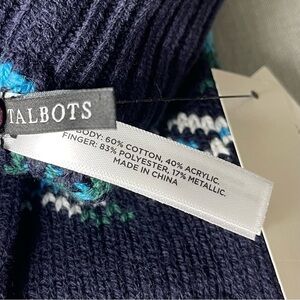 TALBOTS
BODY: 60% COTTON, 40% ACRYLIC.
FINGER: 83% POLYESTER, 17% METALLIC.
MADE IN CHINA